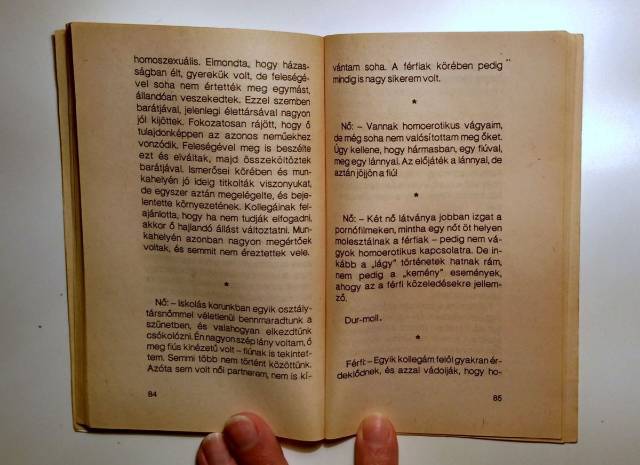 homoszexuális. Elmondta, hogy házas-
ságban élt, gyerekük volt, de feleségé-
vel soha nem értették meg egymást,
állandóan veszekedtek. Ezzel szemben
barátjával, jelenlegi élettársával nagyon
jól kijöttek. Fokozatosan rájött, hogy ő
tulajdonképpen az azonos neműekhez
vonzódik. Feleségével meg is beszélte
ezt és elváltak, majd összeköltöztek
barátjával. Ismerősei körében és mun-
kahelyén jó ideig titkolták viszonyukat,
de egyszer aztán megelégelte, és beje-
lentette környezetének. Kollégáinak fel-
ajánlotta, hogy ha nem tudják elfogadni,
akkor ő hajlandó állást változtatni. Mun-
kahelyén azonban nagyon megértőek
voltak, és semmit nem éreztettek vele.
*
Nő: – Iskolás korunkban egyik osztály-
társnőmmel véletlenül bennmaradtunk a
szünetben, és valahogyan elkezdtünk
csókolózni. Én nagyon szép lány voltam, ő
meg fiús kinézetű volt – fiúnak is tekintet-
tem. Semmi több nem történt közöttünk.
Azóta sem volt női partnerem, nem is kí-
84
vántam soha. A férfiak körében pedig
mindig is nagy sikerem volt.
*
Nő: – Vannak homoerotikus vágyaim,
de még soha nem valósítottam meg őket.
Úgy kellene, hogy hármasban, egy fiúval,
meg egy lánnyal. Az előjáték a lánnyal, de
aztán jöjjön a fiú!
*
Nő: – Két nő látványa jobban izgat a
pornófilmeken, mintha egy nőt öt helyen
molesztálnak a férfiak – pedig nem vá-
gyok homoerotikus kapcsolatra. De in-
kább a „lágy” történetek hatnak rám,
nem pedig a „kemény” események,
ahogy az a férfi közeledésekre jellem-
ző.
Dur-moll.
*
Férfi: – Egyik kollegám felől gyakran ér-
deklődnek, és azzal vádolják, hogy ho-
85